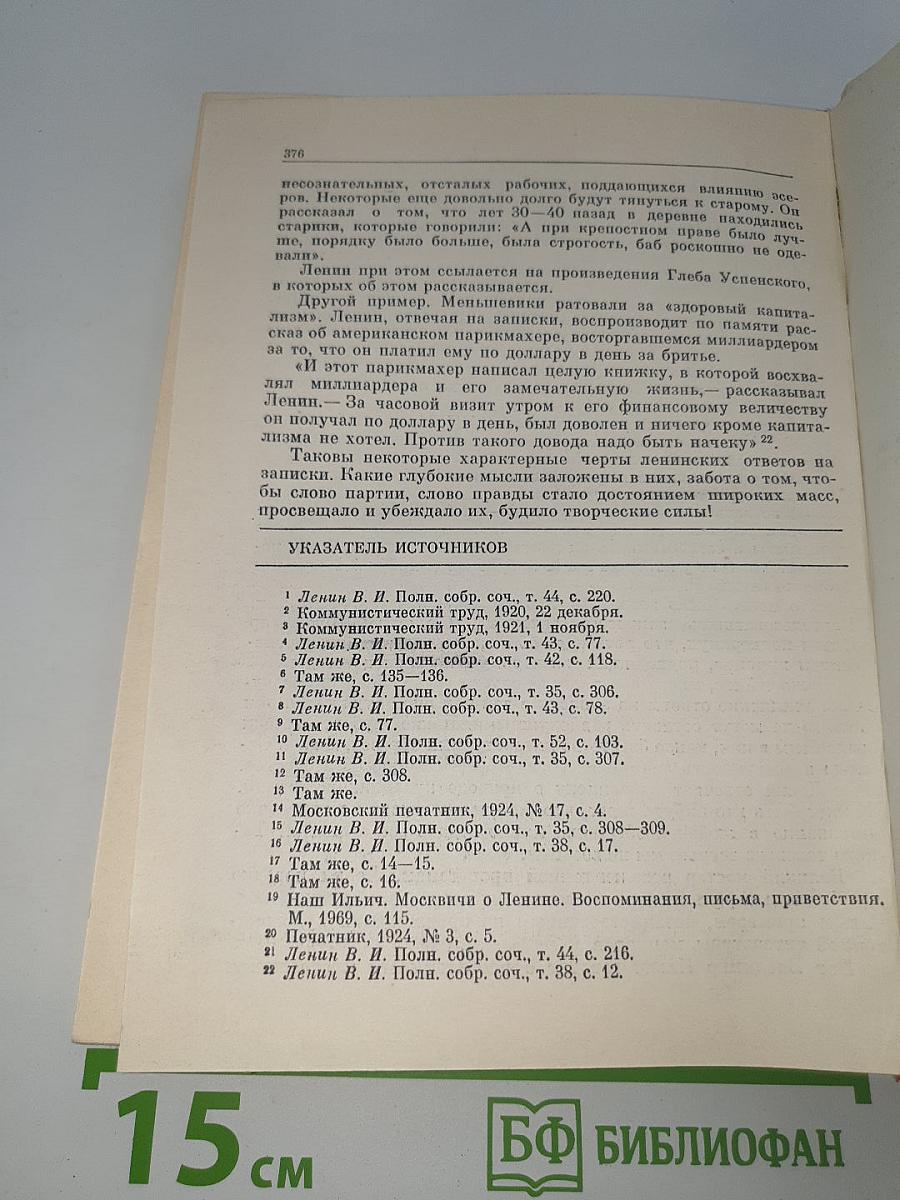 376
несознательных, отсталых рабочих, поддающихся влиянию эсе-
ров. Некоторые еще довольно долго будут тянуться к старому. Он
рассказал о том, что лет 30—40 назад в деревне находились
старики, которые говорили: «А при крепостном праве было луч-
ше, порядку было больше, была строгость, баб роскошно не оде-
вали».
Ленин при этом ссылается на произведения Глеба Успенского,
в которых об этом рассказывается.
Другой пример. Меньшевики ратовали за «здоровый капита-
лизм». Ленин, отвечая на записки, воспроизводит по памяти рас-
сказ об американском парикмахере, восторгавшемся миллиардером
за то, что он платил ему по доллару в день за бритье.
«И этот парикмахер написал целую книжку, в которой восхва-
лял миллиардера и его замечательную жизнь,— рассказывал
Ленин.— За часовой визит утром к его финансовому величеству
он получал по доллару в день, был доволен и ничего кроме капита-
лизма не хотел. Против такого довода надо быть начеку» 22.
Таковы некоторые характерные черты ленинских ответов на
записки. Какие глубокие мысли заложены в них, забота о том, что-
бы слово партии, слово правды стало достоянием широких масс,
просвещало и убеждало их, будило творческие силы!
УКАЗАТЕЛЬ ИСТОЧНИКОВ
1 Ленин В. И. Полн. собр. соч., т. 44, с. 220.
2 Коммунистический труд, 1920, 22 декабря.
3 Коммунистический труд, 1921, 1 ноября.
4 Ленин В. И. Полн. собр. соч., т. 43, с. 77.
5 Ленин В. И. Полн. собр. соч., т. 42, с. 118.
6 Там же, с. 135—136.
7 Ленин В. И. Полн. собр. соч., т. 35, с. 306.
8 Ленин В. И. Полн. собр. соч., т. 43, с. 78.
9 Там же, с. 77.
10 Ленин В. И. Полн. собр. соч., т. 52, с. 103.
11 Ленин В. И. Полн. собр. соч., т. 35, с. 307.
12 Там же, с. 308.
13 Там же.
14 Московский печатник, 1924, № 17, с. 4.
15 Ленин В. И. Полн. собр. соч., т. 35, с. 308—309.
16 Ленин В. И. Полн. собр. соч., т. 38, с. 17.
17 Там же, с. 14—15.
18 Там же, с. 16.
19 Наш Ильич. Москвичи о Ленине. Воспоминания, письма, приветствия.
М., 1969, с. 115.
20 Печатник, 1924, № 3, с. 5.
21 Ленин В. И. Полн. собр. соч., т. 44, с. 216.
22 Ленин В. И. Полн. собр. соч., т. 38, с. 12.
15 см
БФ БИБЛИОФАН